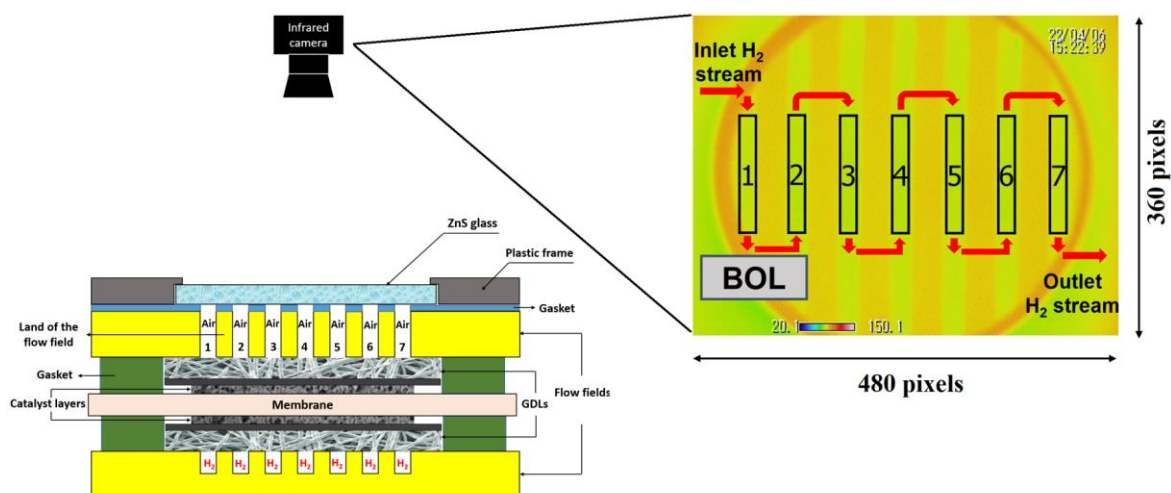 Infrared
camera
ZnS glass
Plastic frame
Gasket
Land of the
flow field
Air
Air
Air
Air
Air
Air
Air
1
2
3
4
5
6
7
Gasket
Flow fields
Catalyst layers
Membrane
GDLs
H₂
H₂
H₂
H₂
H₂
H₂
H₂
22/04/06
15:22:39
Inlet H₂
stream
1
2
3
4
5
6
7
BOL
Outlet
H₂ stream
20.1
150.1
360 pixels
480 pixels